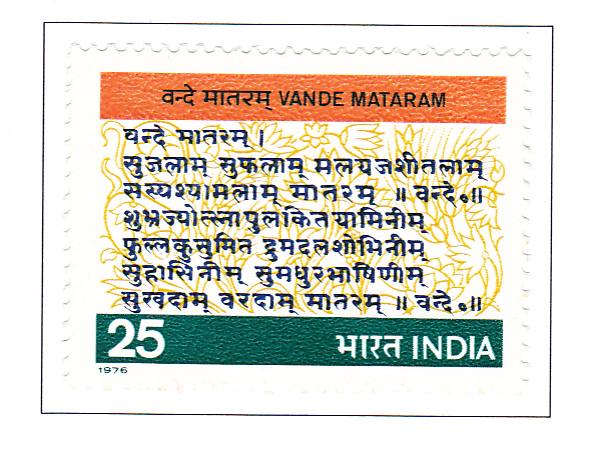 वन्दे मातरम् VANDE MATARAM
वन्दे मातरम् ।
सुजलाम् सुफलाम् मलयजशीतलाम्
सस्यश्यामलाम् मातरम् ॥ वन्दे॰॥
शुभ्रज्योत्स्नापुलकितयामिनीम्
फुल्लकुसुमित द्रुमदलशोभिनीम्
सुहासिनीम् सुमधुरभाषिणीम्
सुखदाम् वरदाम् मातरम् ॥ वन्दे॰॥
25 भारत INDIA
1976